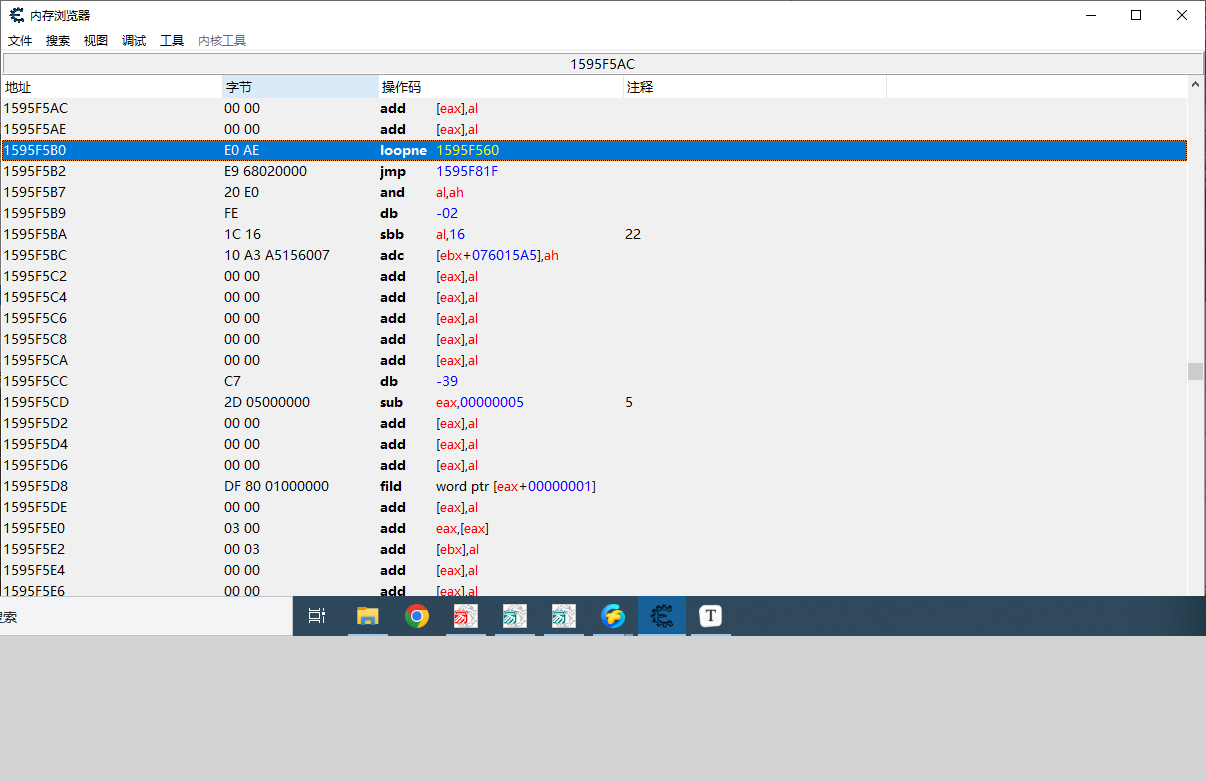 内存浏览器
文件 搜索 视图 调试 工具 内核工具
1595F5AC
地址 字节 操作码 注释
1595F5AC 00 00 add [eax],al
1595F5AE 00 00 add [eax],al
1595F5B0 E0 AE loopne 1595F560
1595F5B2 E9 68020000 jmp 1595F81F
1595F5B7 20 E0 and al,ah
1595F5B9 FE db -02
1595F5BA 1C 16 sbb al,16 22
1595F5BC 10 A3 A5156007 adc [ebx+076015A5],ah
1595F5C2 00 00 add [eax],al
1595F5C4 00 00 add [eax],al
1595F5C6 00 00 add [eax],al
1595F5C8 00 00 add [eax],al
1595F5CA 00 00 add [eax],al
1595F5CC C7 db -39
1595F5CD 2D 05000000 sub eax,00000005 5
1595F5D2 00 00 add [eax],al
1595F5D4 00 00 add [eax],al
1595F5D6 00 00 add [eax],al
1595F5D8 DF 80 01000000 fild word ptr [eax+00000001]
1595F5DE 00 00 add [eax],al
1595F5E0 03 00 add eax,[eax]
1595F5E2 00 03 add [ebx],al
1595F5E4 00 00 add [eax],al
1595F5E6 00 00 add [eax],al
搜索 T